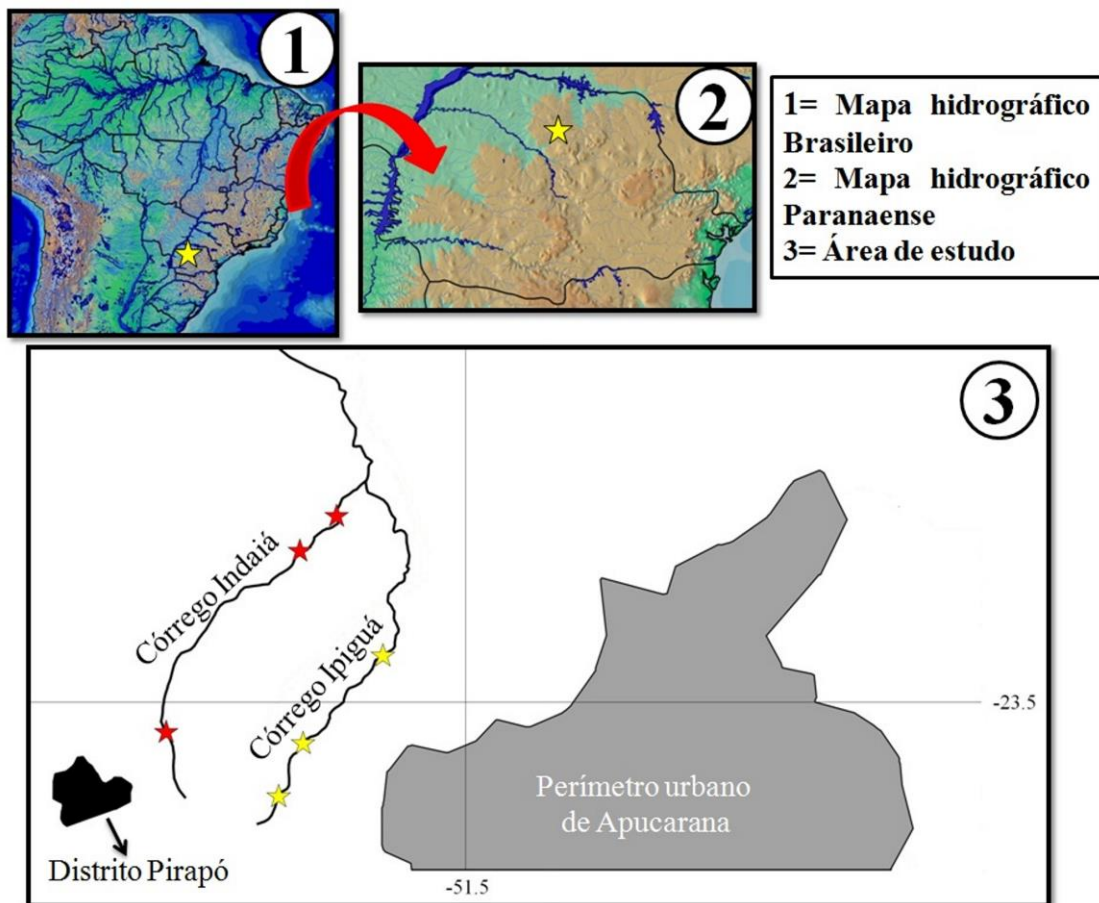 1
2
1= Mapa hidrográfico
Brasileiro
2= Mapa hidrográfico
Paranaense
3= Área de estudo
3
Córrego Indaiá
Córrego Ipiguá
-23.5
Perímetro urbano
de Apucarana
Distrito Pirapó
-51.5